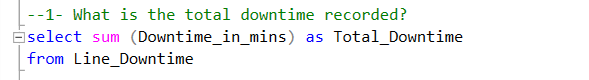 --1- What is the total downtime recorded?
select sum (Downtime_in_mins) as Total_Downtime
from Line_Downtime